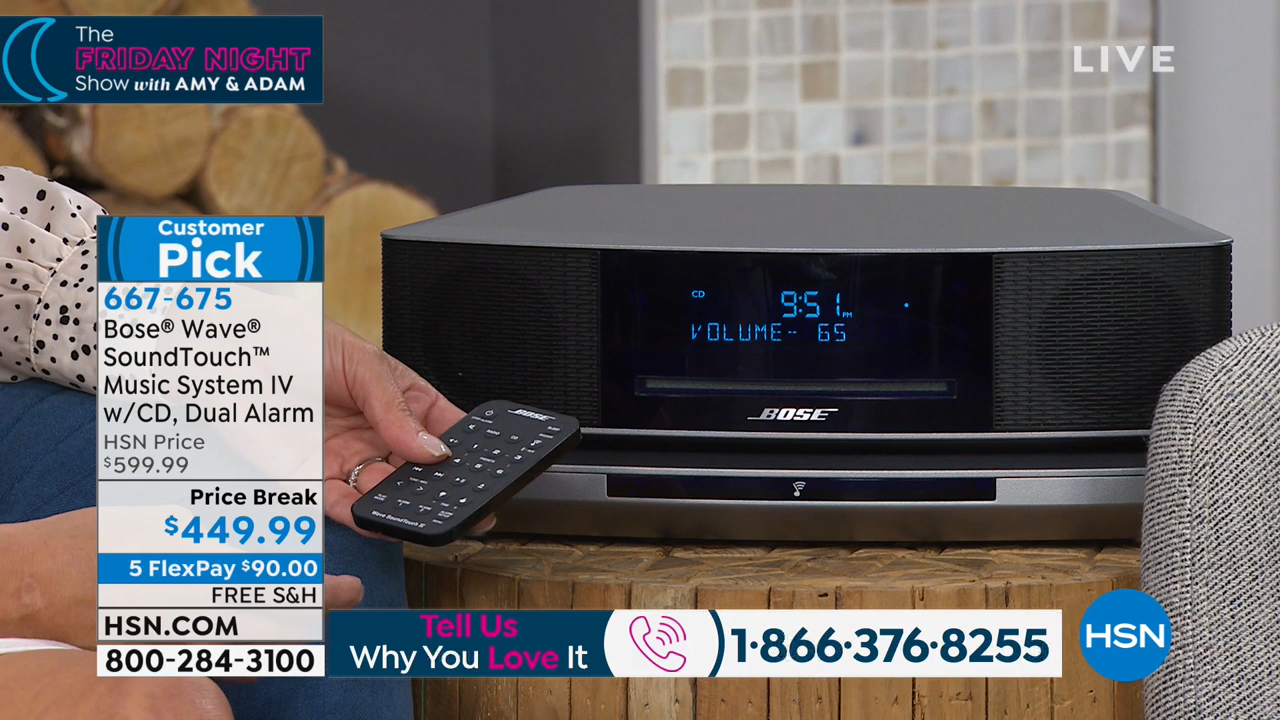 The
FRIDAY NIGHT
Show with AMY & ADAM
LIVE
Customer
Pick
667-675
Bose® Wave®
SoundTouch™
Music System IV
w/CD, Dual Alarm
HSN Price
$599.99
Price Break
$449.99
5 FlexPay $90.00
FREE S&H
HSN.COM
800-284-3100
CD
9:51 PM
VOLUME- 65
BOSE
BOSE
Wave SoundTouch IV
Tell Us
Why You Love It
1·866·376·8255
HSN